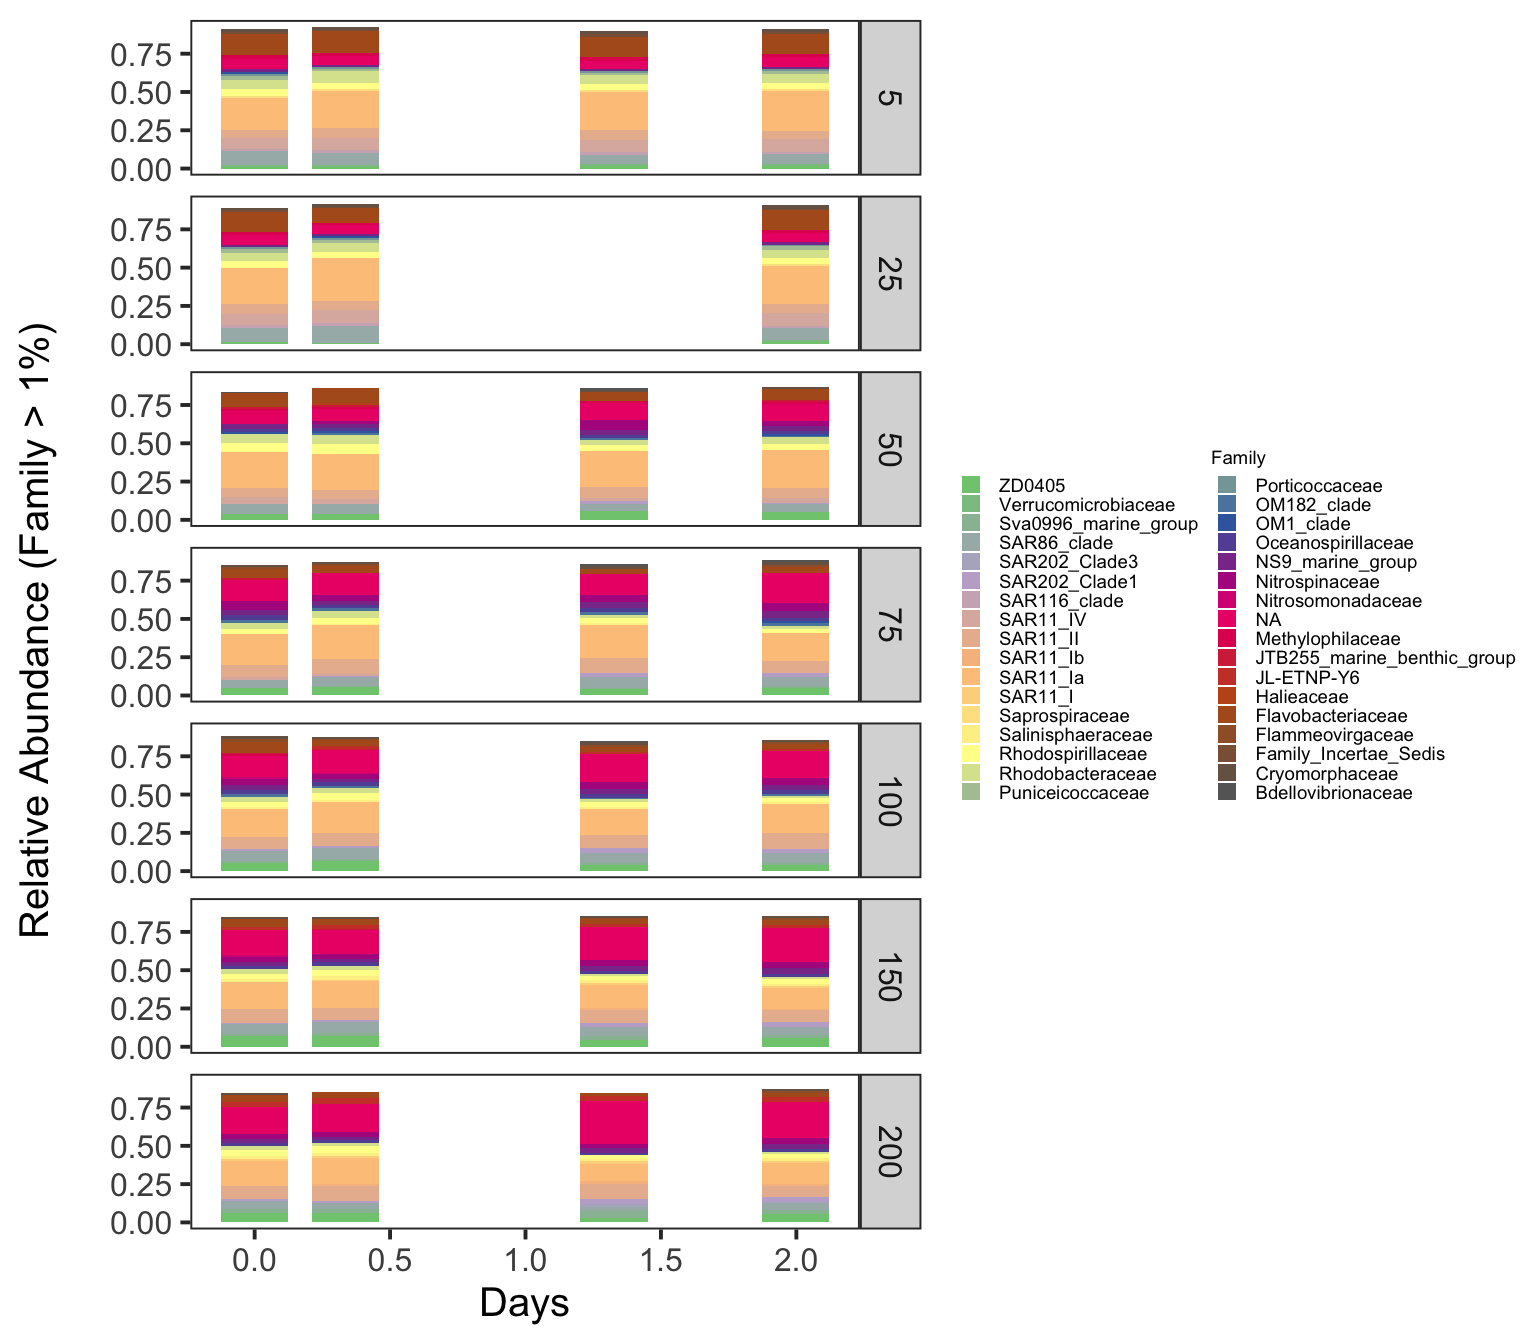 Relative Abundance (Family > 1%)
0.75
0.50
0.25
0.00
5
0.75
0.50
0.25
0.00
25
0.75
0.50
0.25
0.00
50
0.75
0.50
0.25
0.00
75
0.75
0.50
0.25
0.00
100
0.75
0.50
0.25
0.00
150
0.75
0.50
0.25
0.00
200
0.0 0.5 1.0 1.5 2.0
Days
Family
ZD0405
Verrucomicrobiaceae
Sva0996_marine_group
SAR86_clade
SAR202_Clade3
SAR202_Clade1
SAR116_clade
SAR11_IV
SAR11_II
SAR11_Ib
SAR11_Ia
SAR11_I
Saprospiraceae
Salinisphaeraceae
Rhodospirillaceae
Rhodobacteraceae
Puniceicoccaceae
Porticoccaceae
OM182_clade
OM1_clade
Oceanospirillaceae
NS9_marine_group
Nitrospinaceae
Nitrosomonadaceae
NA
Methylophilaceae
JTB255_marine_benthic_group
JL-ETNP-Y6
Halieaceae
Flavobacteriaceae
Flammeovirgaceae
Family_Incertae_Sedis
Cryomorphaceae
Bdellovibrionaceae